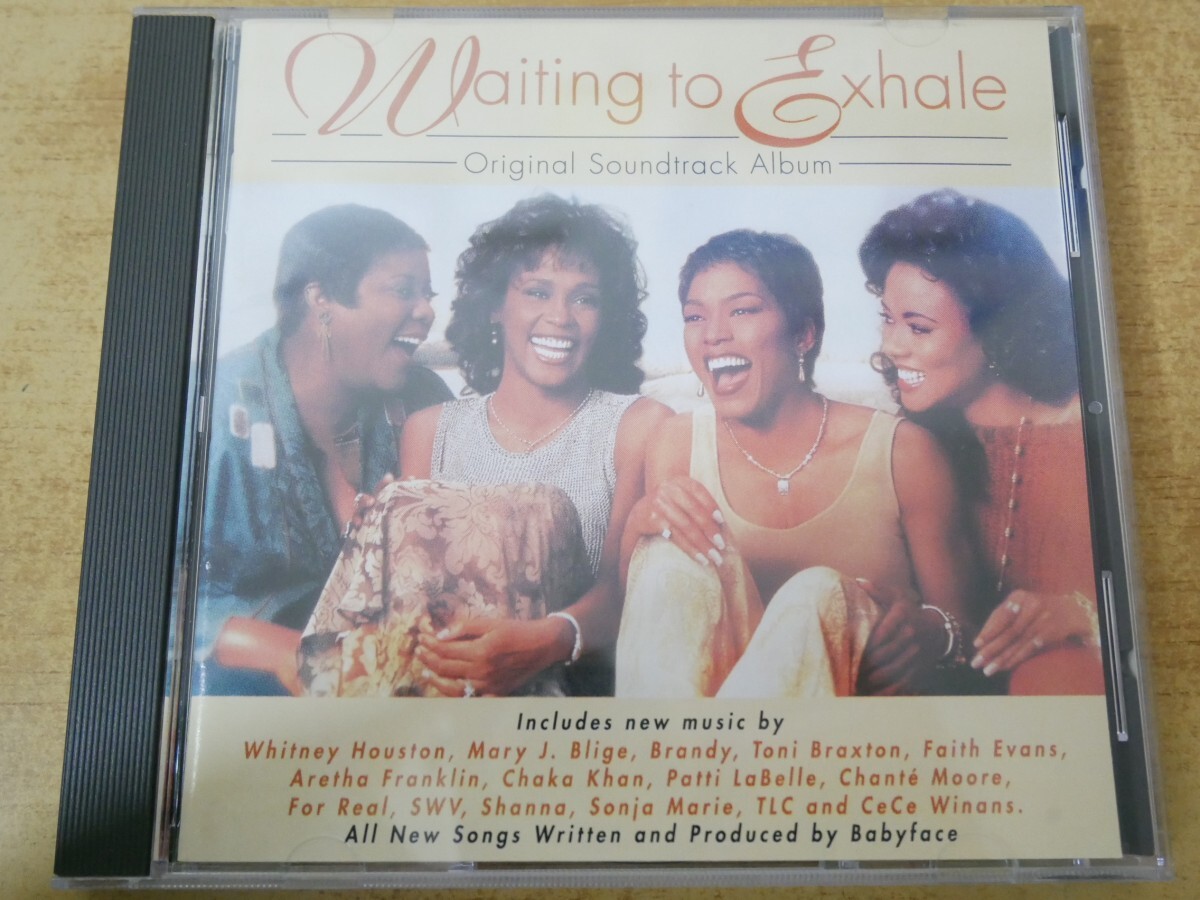 Waiting to Exhale
Original Soundtrack Album
Includes new music by
Whitney Houston, Mary J. Blige, Brandy, Toni Braxton, Faith Evans,
Aretha Franklin, Chaka Khan, Patti LaBelle, Chanté Moore,
For Real, SWV, Shanna, Sonja Marie, TLC and CeCe Winans.
All New Songs Written and Produced by Babyface